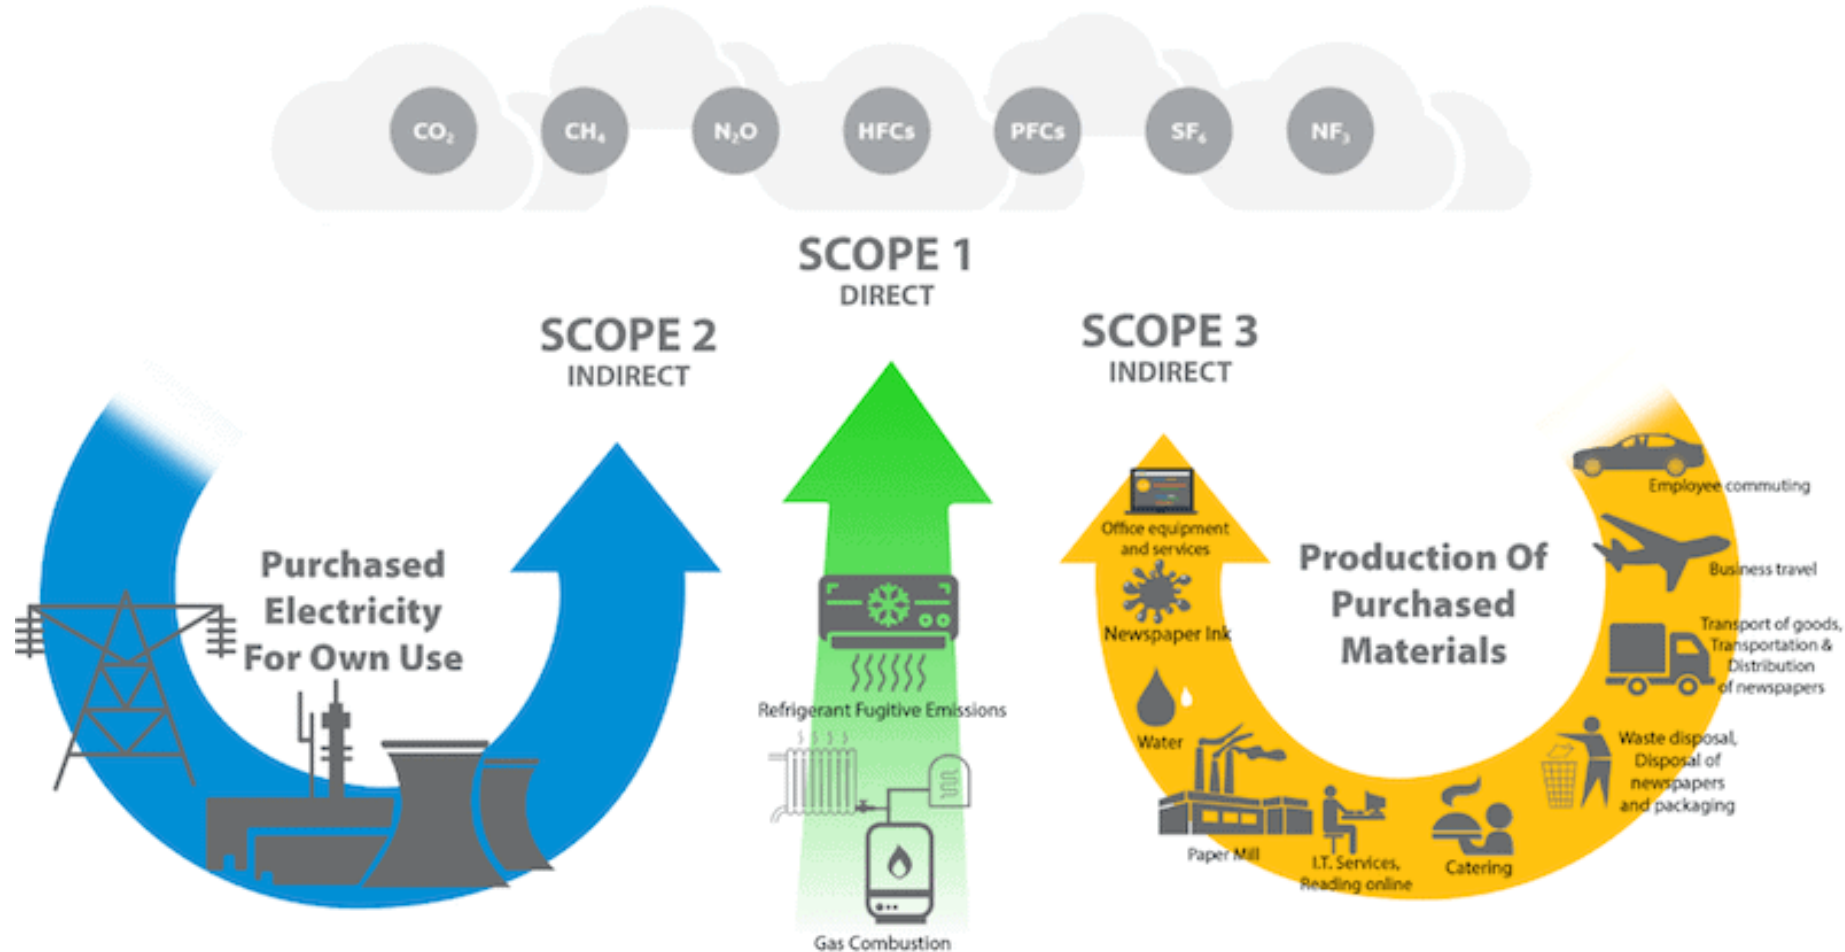 CO₂
CH₄
N₂O
HFCs
PFCs
SF₆
NF₃
SCOPE 1
DIRECT
SCOPE 2
INDIRECT
SCOPE 3
INDIRECT
Purchased
Electricity
For Own Use
Refrigerant Fugitive Emissions
Gas Combustion
Production Of
Purchased
Materials
Office equipment
and services
Newspaper Ink
Water
Paper Mill
I.T. Services,
Reading online
Catering
Waste disposal,
Disposal of
newspapers
and packaging
Transport of goods,
Transportation &
Distribution
of newspapers
Business travel
Employee commuting